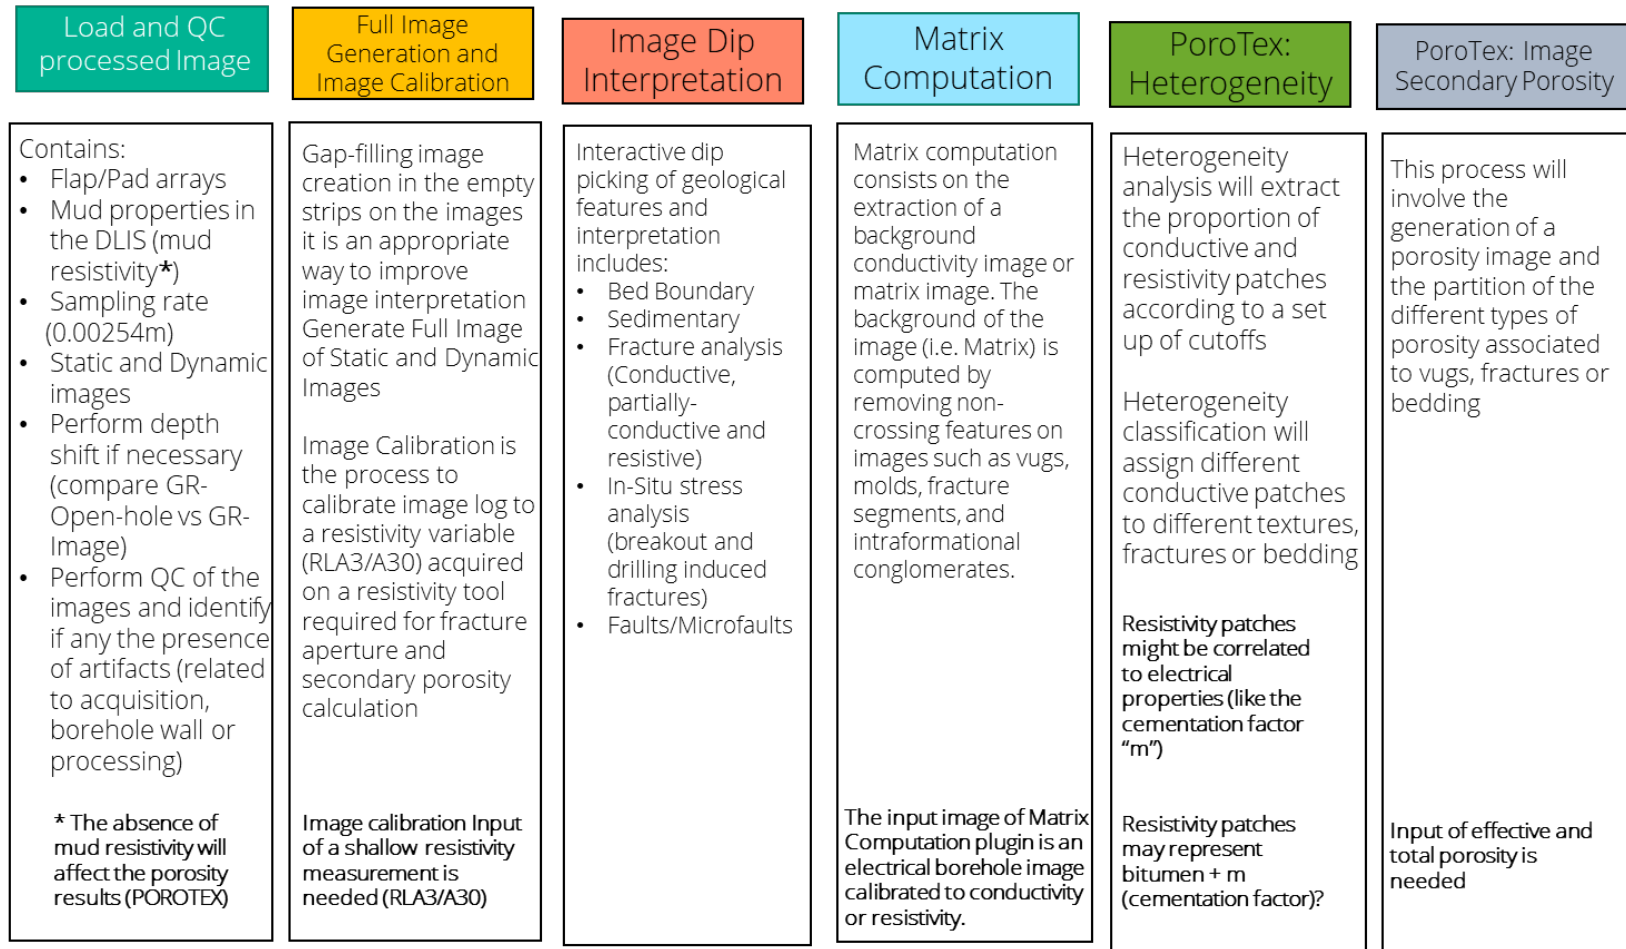 Load and QC
processed Image
Contains:
• Flap/Pad arrays
• Mud properties in
the DLIS (mud
resistivity*)
• Sampling rate
(0.00254m)
• Static and Dynamic
images
• Perform depth
shift if necessary
(compare GR-
Open-hole vs GR-
Image)
• Perform QC of the
images and identify
if any the presence
of artifacts (related
to acquisition,
borehole wall or
processing)
* The absence of
mud resistivity will
affect the porosity
results (POROTEX)
Full Image
Generation and
Image Calibration
Gap-filling image
creation in the empty
strips on the images
it is an appropriate
way to improve
image interpretation
Generate Full Image
of Static and Dynamic
Images
Image Calibration is
the process to
calibrate image log to
a resistivity variable
(RLA3/A30) acquired
on a resistivity tool
required for fracture
aperture and
secondary porosity
calculation
Image calibration Input
of a shallow resistivity
measurement is
needed (RLA3/A30)
Image Dip
Interpretation
Interactive dip
picking of geological
features and
interpretation
includes:
• Bed Boundary
• Sedimentary
• Fracture analysis
(Conductive,
partially-
conductive and
resistive)
• In-Situ stress
analysis
(breakout and
drilling induced
fractures)
• Faults/Microfaults
Matrix
Computation
Matrix computation
consists on the
extraction of a
background
conductivity image or
matrix image. The
background of the
image (i.e. Matrix) is
computed by
removing non-
crossing features on
images such as vugs,
molds, fracture
segments, and
intraformational
conglomerates.
The input image of Matrix
Computation plugin is an
electrical borehole image
calibrated to conductivity
or resistivity.
PoroTex:
Heterogeneity
Heterogeneity
analysis will extract
the proportion of
conductive and
resistivity patches
according to a set
up of cutoffs
Heterogeneity
classification will
assign different
conductive patches
to different textures,
fractures or bedding
Resistivity patches
might be correlated
to electrical
properties (like the
cementation factor
“m”)
Resistivity patches
may represent
bitumen + m
(cementation factor)?
PoroTex: Image
Secondary Porosity
This process will
involve the
generation of a
porosity image and
the partition of the
different types of
porosity associated
to vugs, fractures or
bedding
Input of effective and
total porosity is
needed